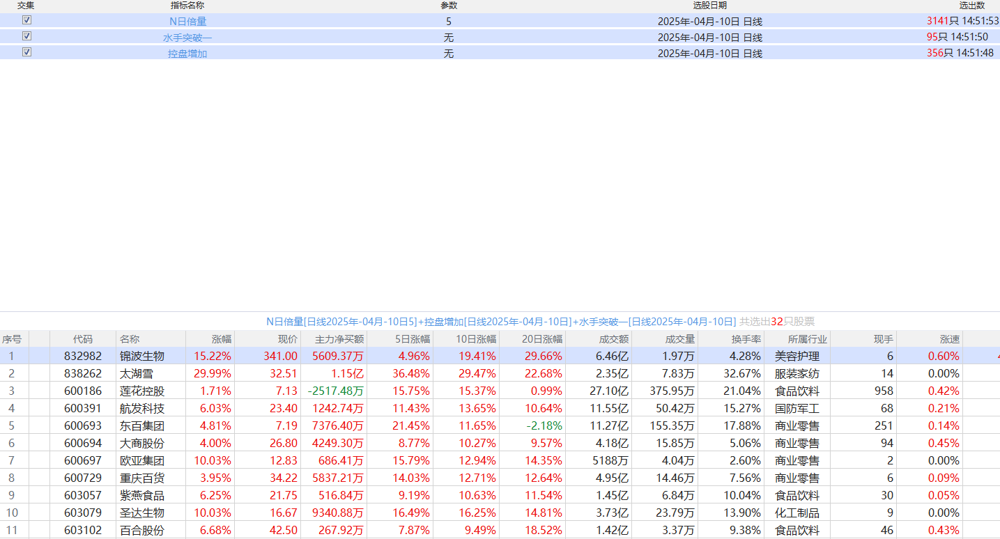 交集 指标名称 参数 选股日期 选出数
N日倍量 5 2025年-04月-10日 日线 3141只 14:51:53
水手突破一 无 2025年-04月-10日 日线 95只 14:51:50
控盘增加 无 2025年-04月-10日 日线 356只 14:51:48
N日倍量[日线2025年-04月-10日5]+控盘增加[日线2025年-04月-10日]+水手突破一[日线2025年-04月-10日] 共选出32只股票
序号 代码 名称 涨幅 现价 主力净买额 5日涨幅 10日涨幅 20日涨幅 成交额 成交量 换手率 所属行业 现手 涨速
1 832982 锦波生物 15.22% 341.00 5609.37万 4.96% 19.41% 29.66% 6.46亿 1.97万 4.28% 美容护理 6 0.60%
2 838262 太湖雪 29.99% 32.51 1.15亿 36.48% 29.47% 22.68% 2.35亿 7.83万 32.67% 服装家纺 14 0.00%
3 600186 莲花控股 1.71% 7.13 -2517.48万 15.75% 15.37% 0.99% 27.10亿 375.95万 21.04% 食品饮料 958 0.42%
4 600391 航发科技 6.03% 23.40 1242.74万 11.43% 13.65% 10.64% 11.55亿 50.42万 15.27% 国防军工 68 0.21%
5 600693 东百集团 4.81% 7.19 7376.40万 21.45% 11.65% -2.18% 11.27亿 155.35万 17.88% 商业零售 251 0.14%
6 600694 大商股份 4.00% 26.80 4249.30万 8.77% 10.27% 9.57% 4.18亿 15.85万 5.06% 商业零售 94 0.45%
7 600697 欧亚集团 10.03% 12.83 686.41万 15.79% 12.94% 14.35% 5188万 4.04万 2.60% 商业零售 2 0.00%
8 600729 重庆百货 3.95% 34.22 5837.21万 14.03% 12.71% 12.64% 4.95亿 14.46万 7.56% 商业零售 6 0.09%
9 603057 紫燕食品 6.25% 21.75 516.84万 9.19% 10.63% 11.54% 1.45亿 6.84万 10.04% 食品饮料 30 0.05%
10 603079 圣达生物 10.03% 16.67 9340.88万 16.49% 16.25% 14.81% 3.73亿 23.79万 13.90% 化工制品 9 0.00%
11 603102 百合股份 6.68% 42.50 267.92万 7.87% 9.49% 18.52% 1.42亿 3.37万 9.38% 食品饮料 46 0.43%